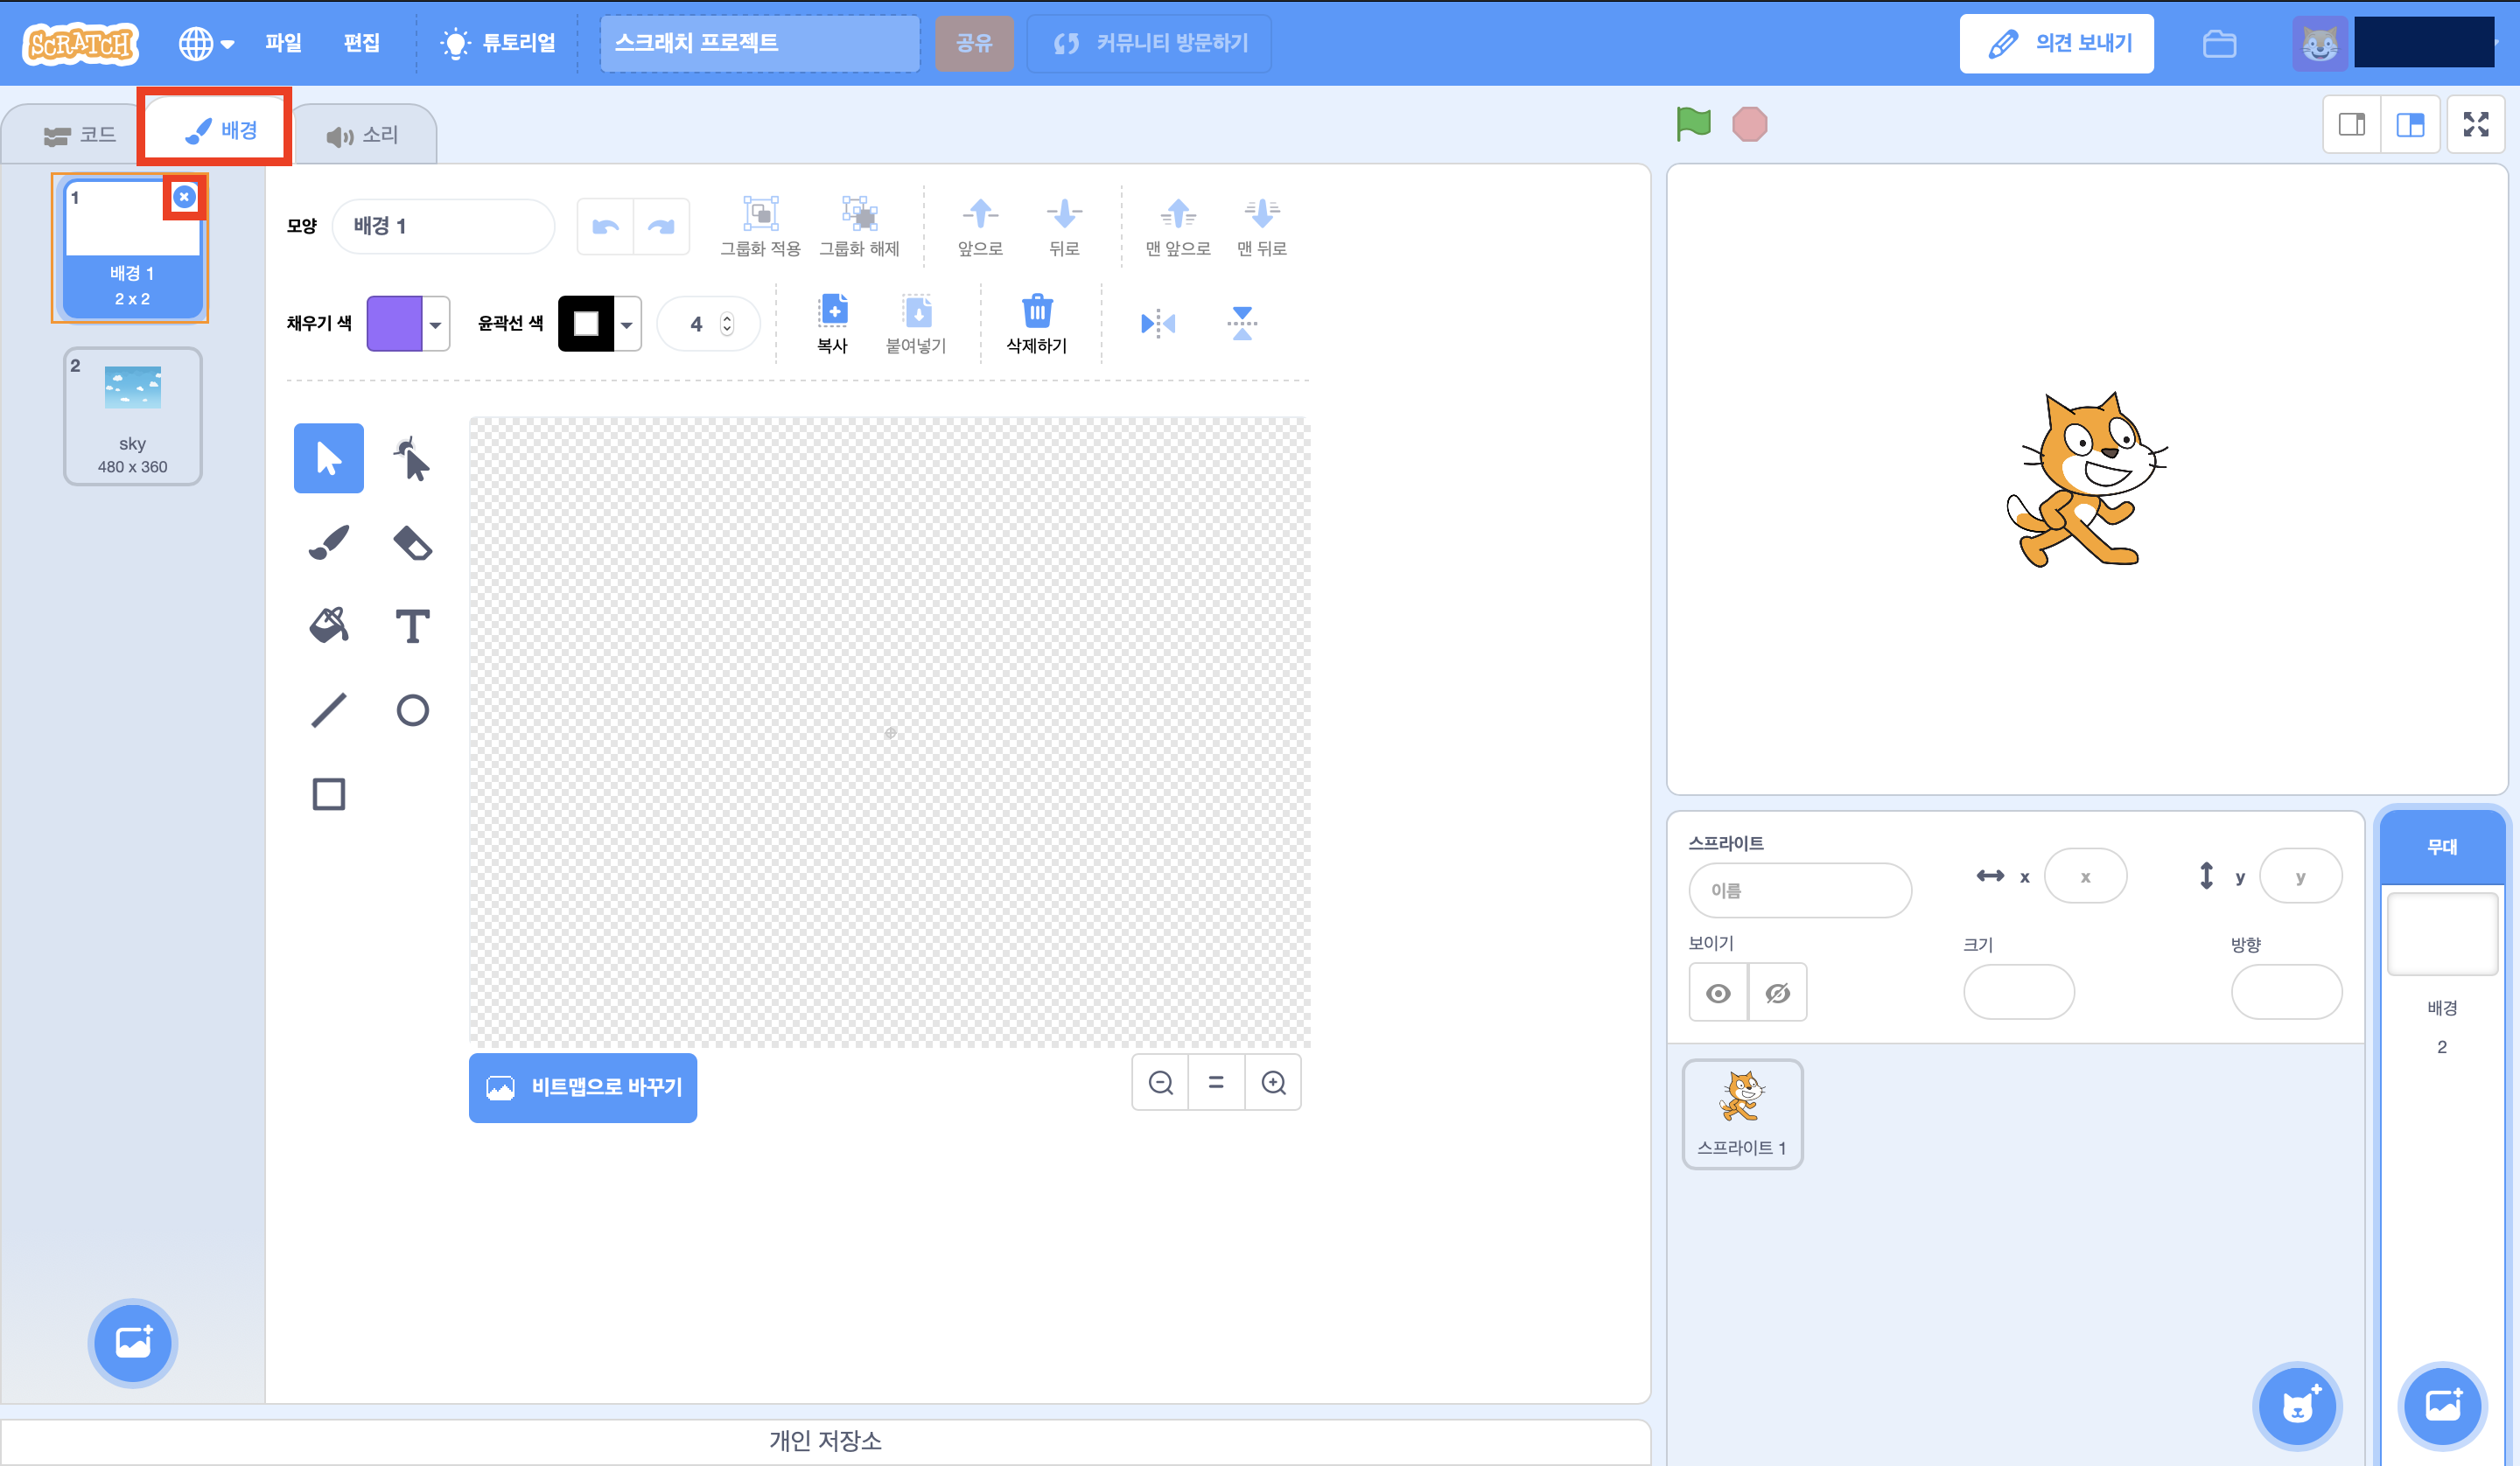 SCRATCH
파일
편집
튜토리얼
스크래치 프로젝트
공유
커뮤니티 방문하기
의견 보내기
코드
배경
소리
1
배경 1
2 x 2
2
sky
480 x 360
모양
배경 1
그룹화 적용
그룹화 해제
앞으로
뒤로
맨 앞으로
맨 뒤로
채우기 색
윤곽선 색
4
복사
붙여넣기
삭제하기
비트맵으로 바꾸기
스프라이트
이름
x
x
y
y
보이기
크기
방향
스프라이트 1
무대
배경
2
개인 저장소